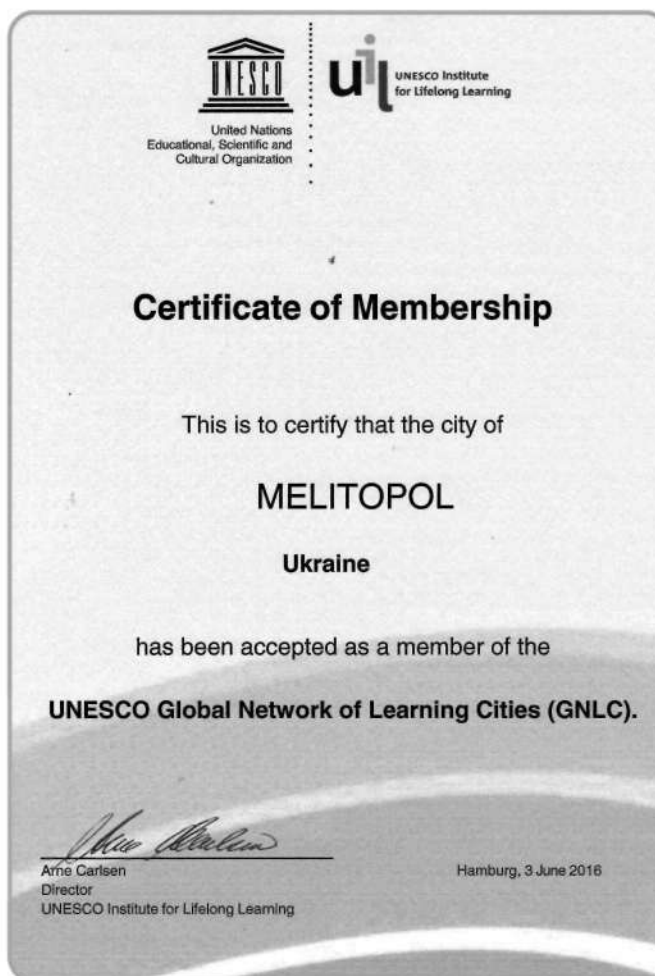 UNESCO
United Nations
Educational, Scientific and
Cultural Organization
uil
UNESCO Institute
for Lifelong Learning
Certificate of Membership
This is to certify that the city of
MELITOPOL
Ukraine
has been accepted as a member of the
UNESCO Global Network of Learning Cities (GNLC).
Arne Carlsen
Director
UNESCO Institute for Lifelong Learning
Hamburg, 3 June 2016